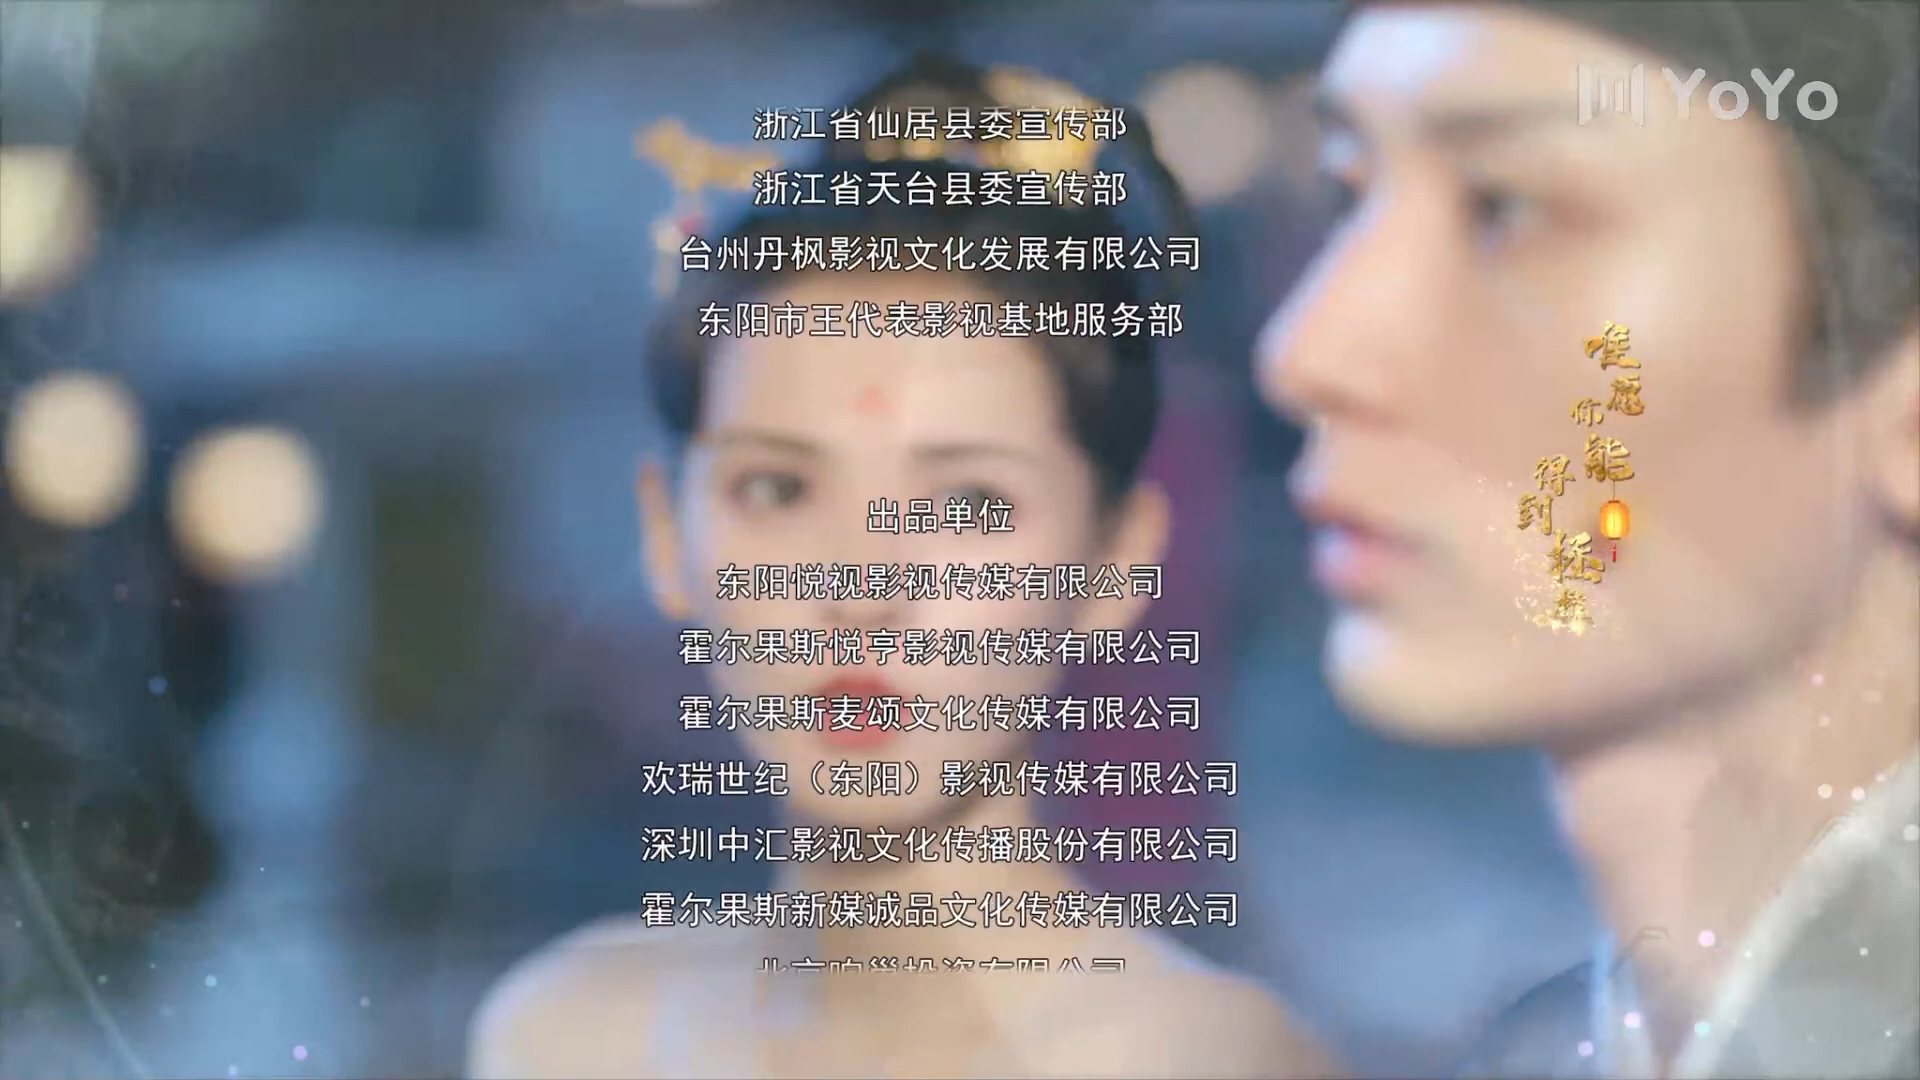 YoYo
浙江省仙居县委宣传部
浙江省天台县委宣传部
台州丹枫影视文化发展有限公司
东阳市王代表影视基地服务部
唯愿你能得到拯救
出品单位
东阳悦视影视传媒有限公司
霍尔果斯悦亨影视传媒有限公司
霍尔果斯麦颂文化传媒有限公司
欢瑞世纪（东阳）影视传媒有限公司
深圳中汇影视文化传播股份有限公司
霍尔果斯新媒诚品文化传媒有限公司